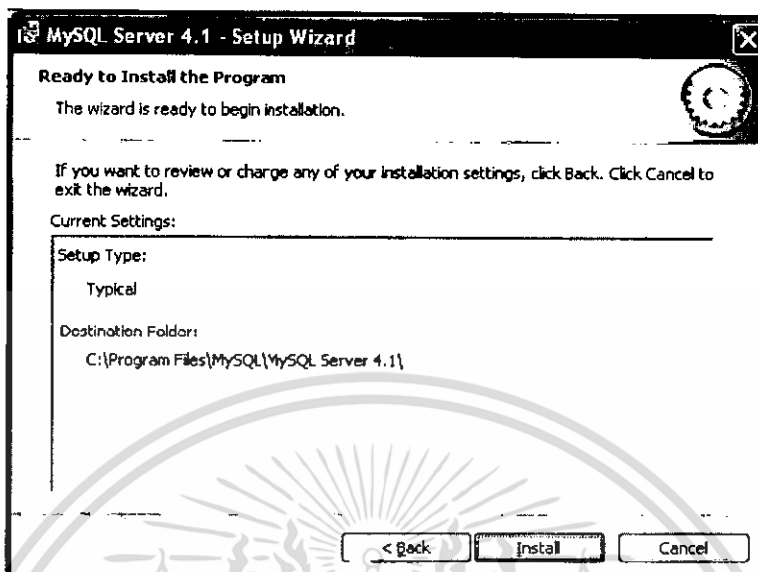 MySQL Server 4.1 - Setup Wizard
Ready to Install the Program
The wizard is ready to begin installation.
If you want to review or charge any of your installation settings, click Back. Click Cancel to
exit the wizard.
Current Settings:
Setup Type:
Typical
Destination Folder:
C:\Program Files\MySQL\MySQL Server 4.1\
< Back
Install
Cancel